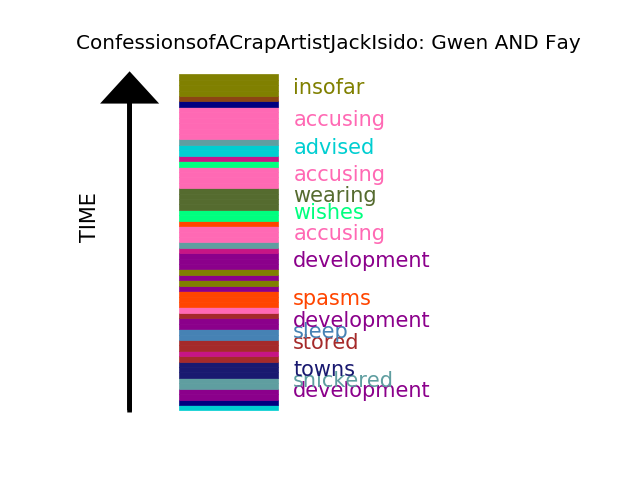 ConfessionsofACrapArtistJackIsido: Gwen AND Fay
TIME
insofar
accusing
advised
accusing
wearing
wishes
accusing
development
spasms
development
sleep
stored
towns
snickered
development